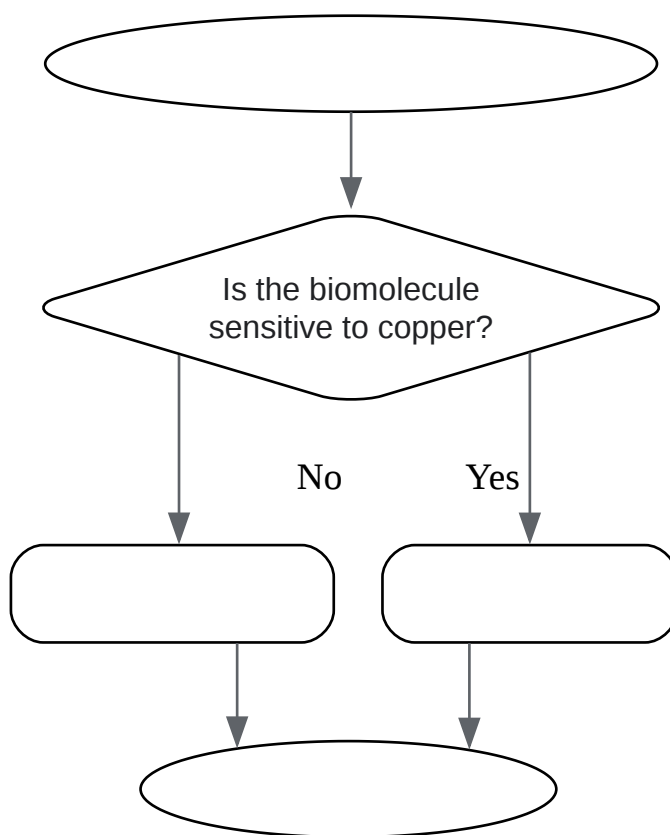 Is the biomolecule
sensitive to copper?
No Yes